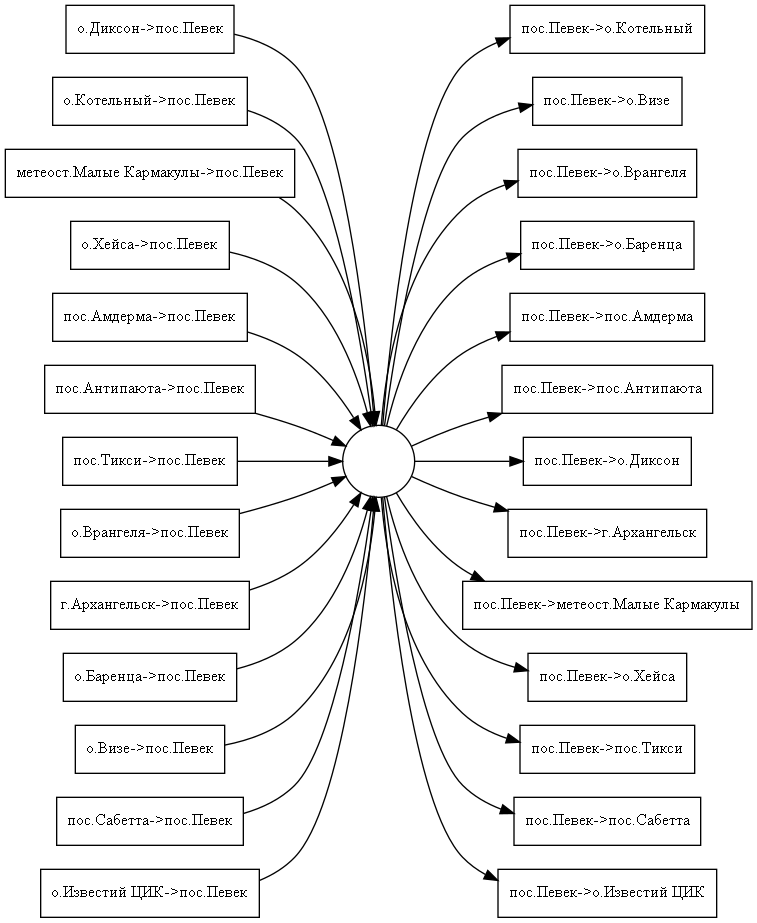 о.Диксон->пос.Певек
о.Котельный->пос.Певек
метеост.Малые Кармакулы->пос.Певек
о.Хейса->пос.Певек
пос.Амдерма->пос.Певек
пос.Антипаюта->пос.Певек
пос.Тикси->пос.Певек
о.Врангеля->пос.Певек
г.Архангельск->пос.Певек
о.Баренца->пос.Певек
о.Визе->пос.Певек
пос.Сабетта->пос.Певек
о.Известий ЦИК->пос.Певек
пос.Певек->о.Котельный
пос.Певек->о.Визе
пос.Певек->о.Врангеля
пос.Певек->о.Баренца
пос.Певек->пос.Амдерма
пос.Певек->пос.Антипаюта
пос.Певек->о.Диксон
пос.Певек->г.Архангельск
пос.Певек->метеост.Малые Кармакулы
пос.Певек->о.Хейса
пос.Певек->пос.Тикси
пос.Певек->пос.Сабетта
пос.Певек->о.Известий ЦИК